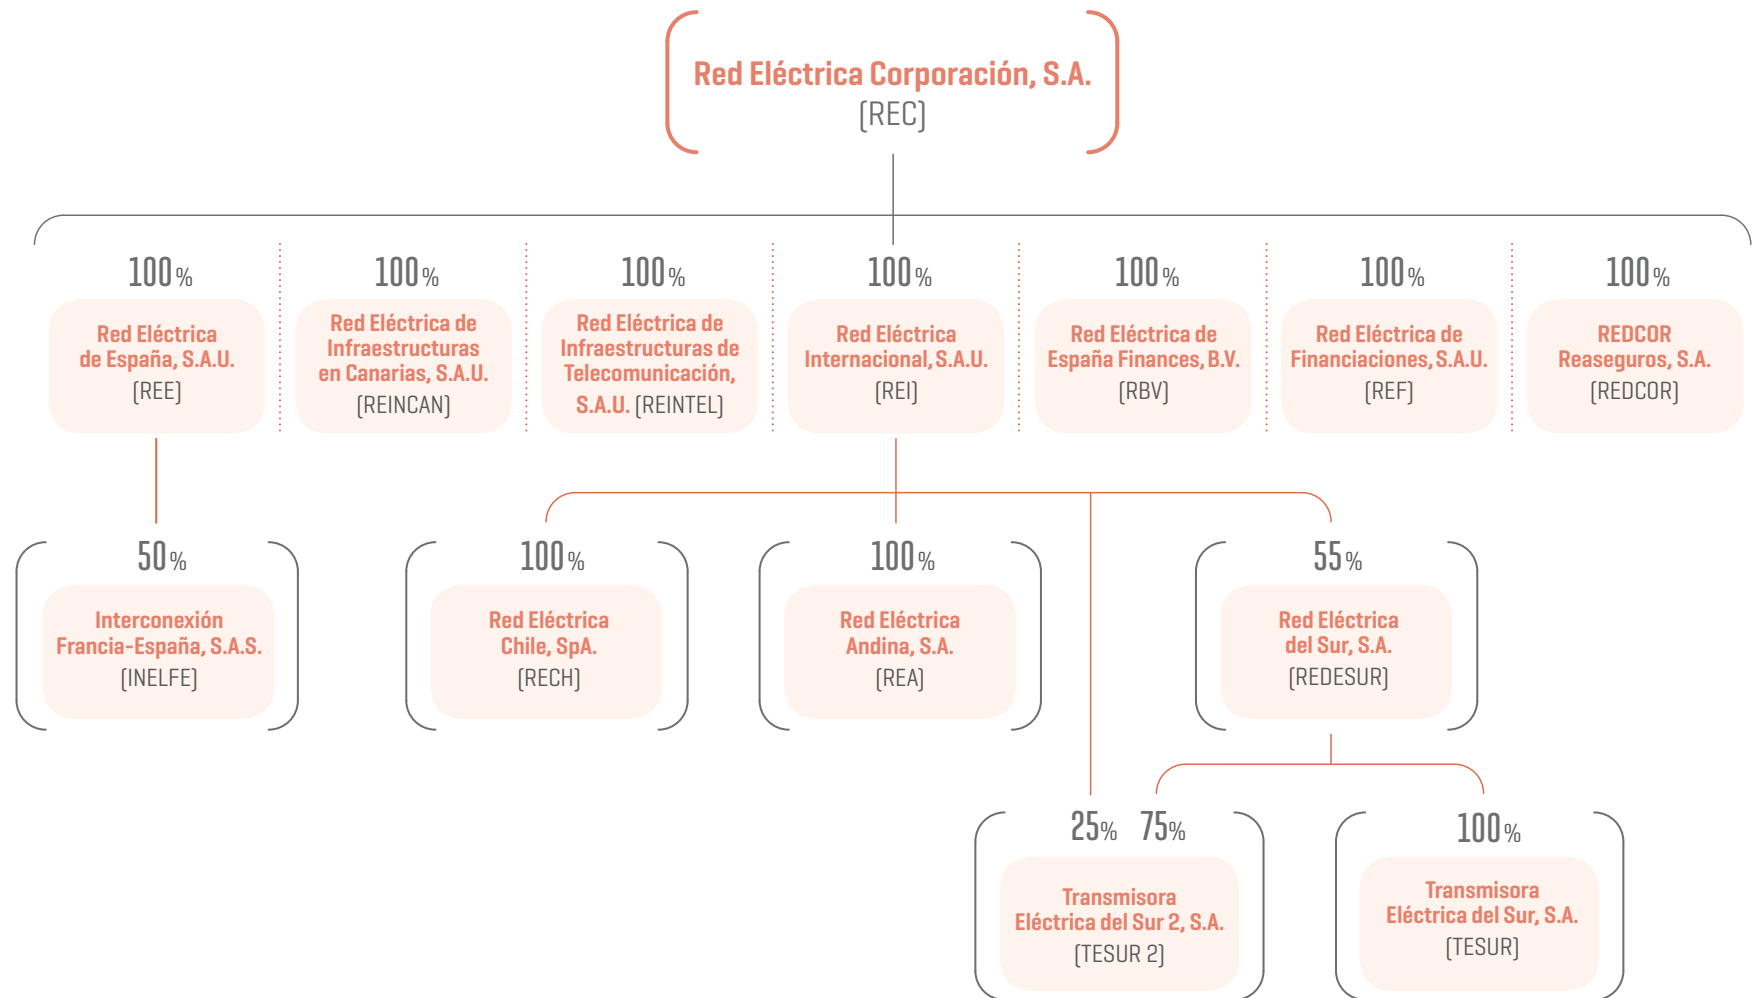 Red Eléctrica Corporación, S.A.
(REC)
100%
Red Eléctrica
de España, S.A.U.
(REE)
100%
Red Eléctrica de
Infraestructuras
en Canarias, S.A.U.
(REINCAN)
100%
Red Eléctrica de
Infraestructuras de
Telecomunicación,
S.A.U. (REINTEL)
100%
Red Eléctrica
Internacional, S.A.U.
(REI)
100%
Red Eléctrica de
España Finances, B.V.
(RBV)
100%
Red Eléctrica de
Financiaciones, S.A.U.
(REF)
100%
REDCOR
Reaseguros, S.A.
(REDCOR)
50%
Interconexión
Francia-España, S.A.S.
(INELFE)
100%
Red Eléctrica
Chile, SpA.
(RECH)
100%
Red Eléctrica
Andina, S.A.
(REA)
55%
Red Eléctrica
del Sur, S.A.
(REDESUR)
25% 75%
Transmisora
Eléctrica del Sur 2, S.A.
(TESUR 2)
100%
Transmisora
Eléctrica del Sur, S.A.
(TESUR)